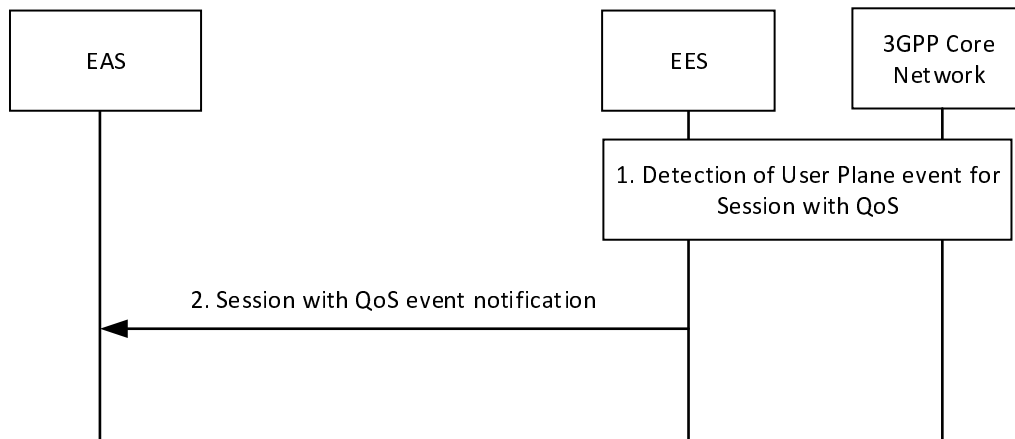 EAS
EES
3GPP Core
Network
1. Detection of User Plane event for
Session with QoS
2. Session with QoS event notification